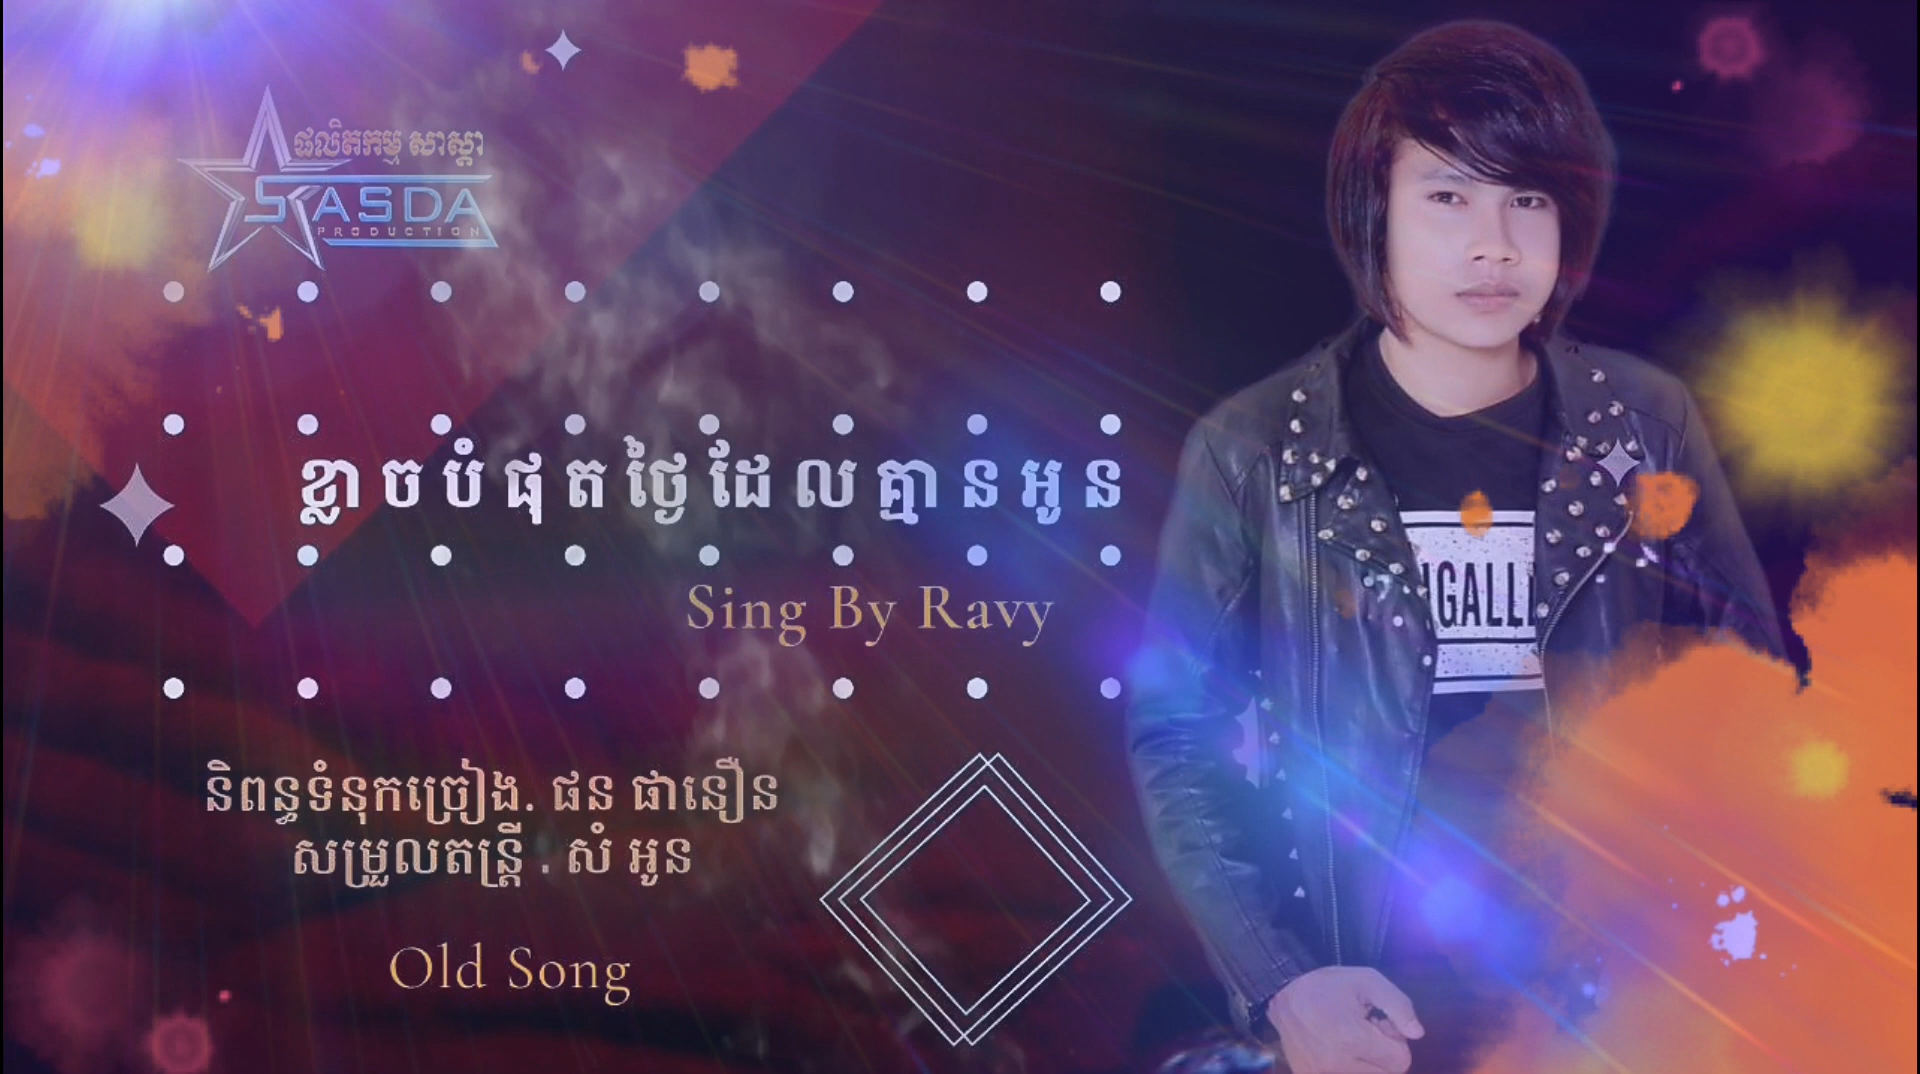 ផលិតកម្ម សាស្តា
SASDA
PRODUCTION
ខ្លាចបំផុតថ្ងៃដែលគ្មានអូន
Sing By Ravy
IGALLE
និពន្ធទំនុកច្រៀង. ផន ផានឿន
សម្រួលតន្ត្រី . សំ អូន
Old Song